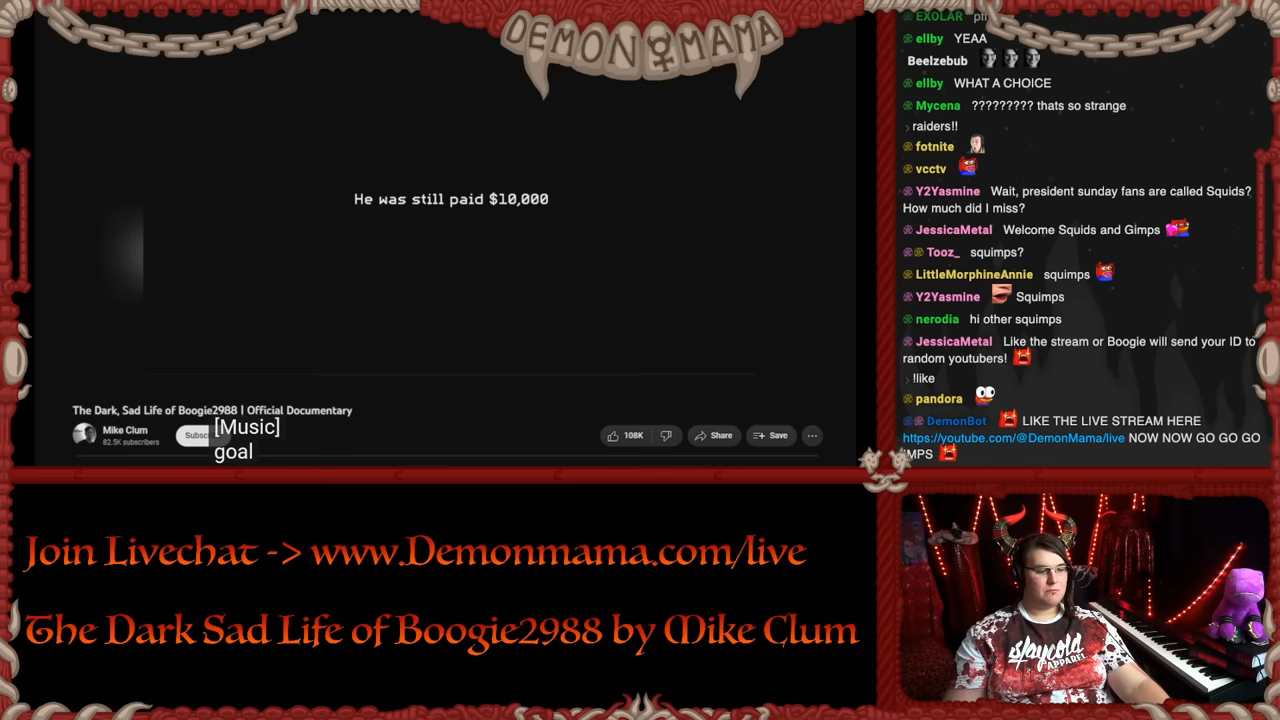 DEMON MAMA
He was still paid $10,000
The Dark, Sad Life of Boogie2988 | Official Documentary
Mike Clum
82.5K subscribers
[Music]
goal
108K
Share
Save
EXOLAR
ellby YEAA
Beelzebub
ellby WHAT A CHOICE
Mycena ????????? thats so strange
raiders!!
fotnite
vcctv
Y2Yasmine Wait, president sunday fans are called Squids?
How much did I miss?
JessicaMetal Welcome Squids and Gimps
Tooz_ squimps?
LittleMorphineAnnie squimps
Y2Yasmine Squimps
nerodia hi other squimps
JessicaMetal Like the stream or Boogie will send your ID to
random youtubers!
!like
pandora
DemonBot LIKE THE LIVE STREAM HERE
https://youtube.com/@DemonMama/live NOW NOW GO GO GO
Join Livechat -> www.Demonmama.com/live
The Dark Sad Life of Boogie2988 by Mike Clum
staycold
APPAREL